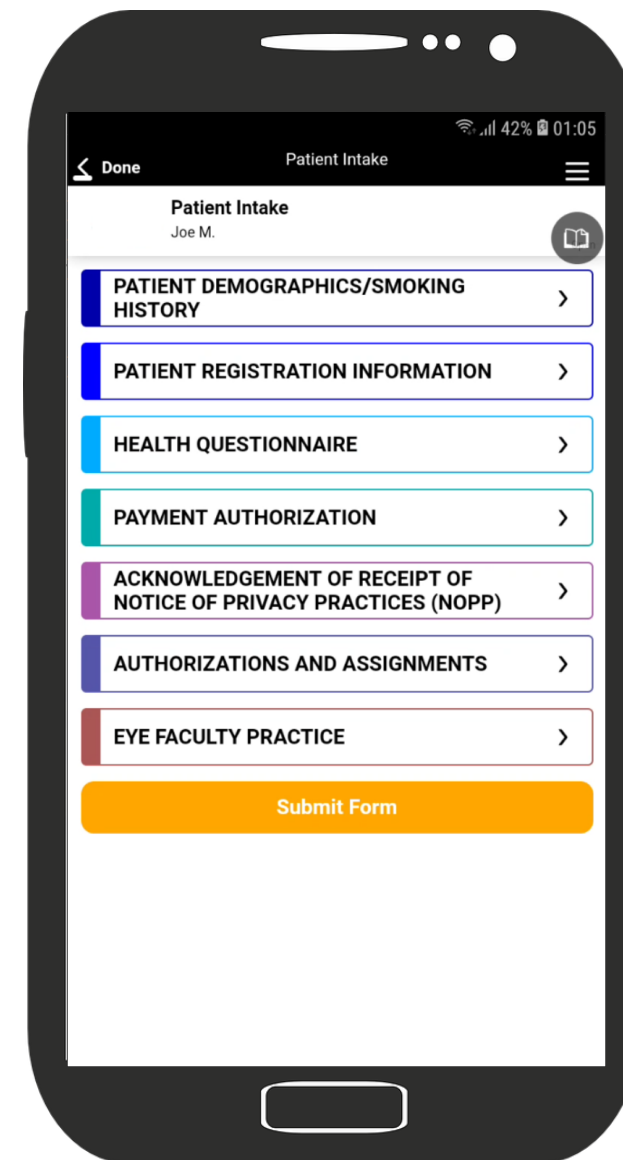 42% 01:05
Done Patient Intake
Patient Intake
Joe M.
PATIENT DEMOGRAPHICS/SMOKING
HISTORY
PATIENT REGISTRATION INFORMATION
HEALTH QUESTIONNAIRE
PAYMENT AUTHORIZATION
ACKNOWLEDGEMENT OF RECEIPT OF
NOTICE OF PRIVACY PRACTICES (NOPP)
AUTHORIZATIONS AND ASSIGNMENTS
EYE FACULTY PRACTICE
Submit Form